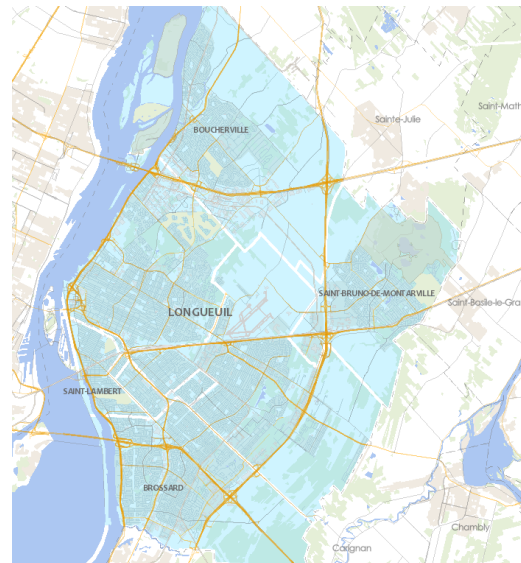 Sainte-Julie
Saint-Math
BOUCHERVILLE
SAINT-BRUNO-DE-MONTARVILLE
Saint-Basile-le-Gra
LONGUEUIL
SAINT-LAMBERT
BROSSARD
Chambly
Carignan